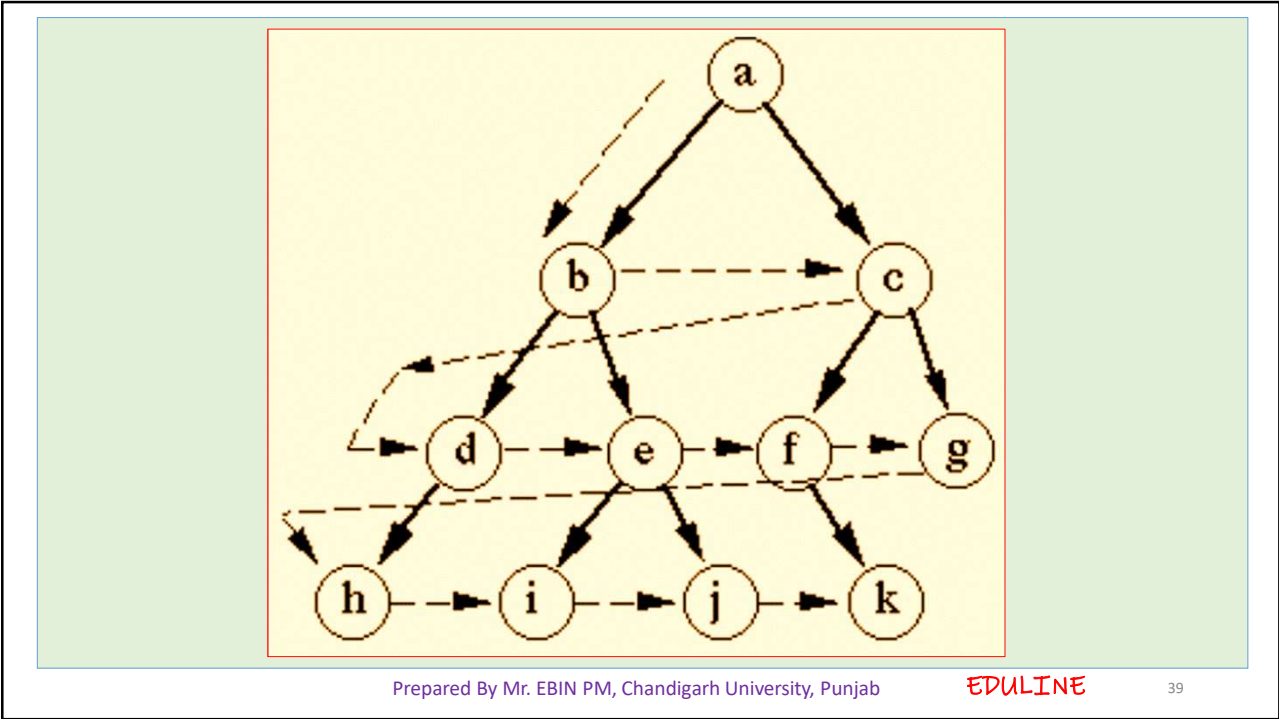 a
b c
d e f g
h i j k
Prepared By Mr. EBIN PM, Chandigarh University, Punjab EDULINE 39